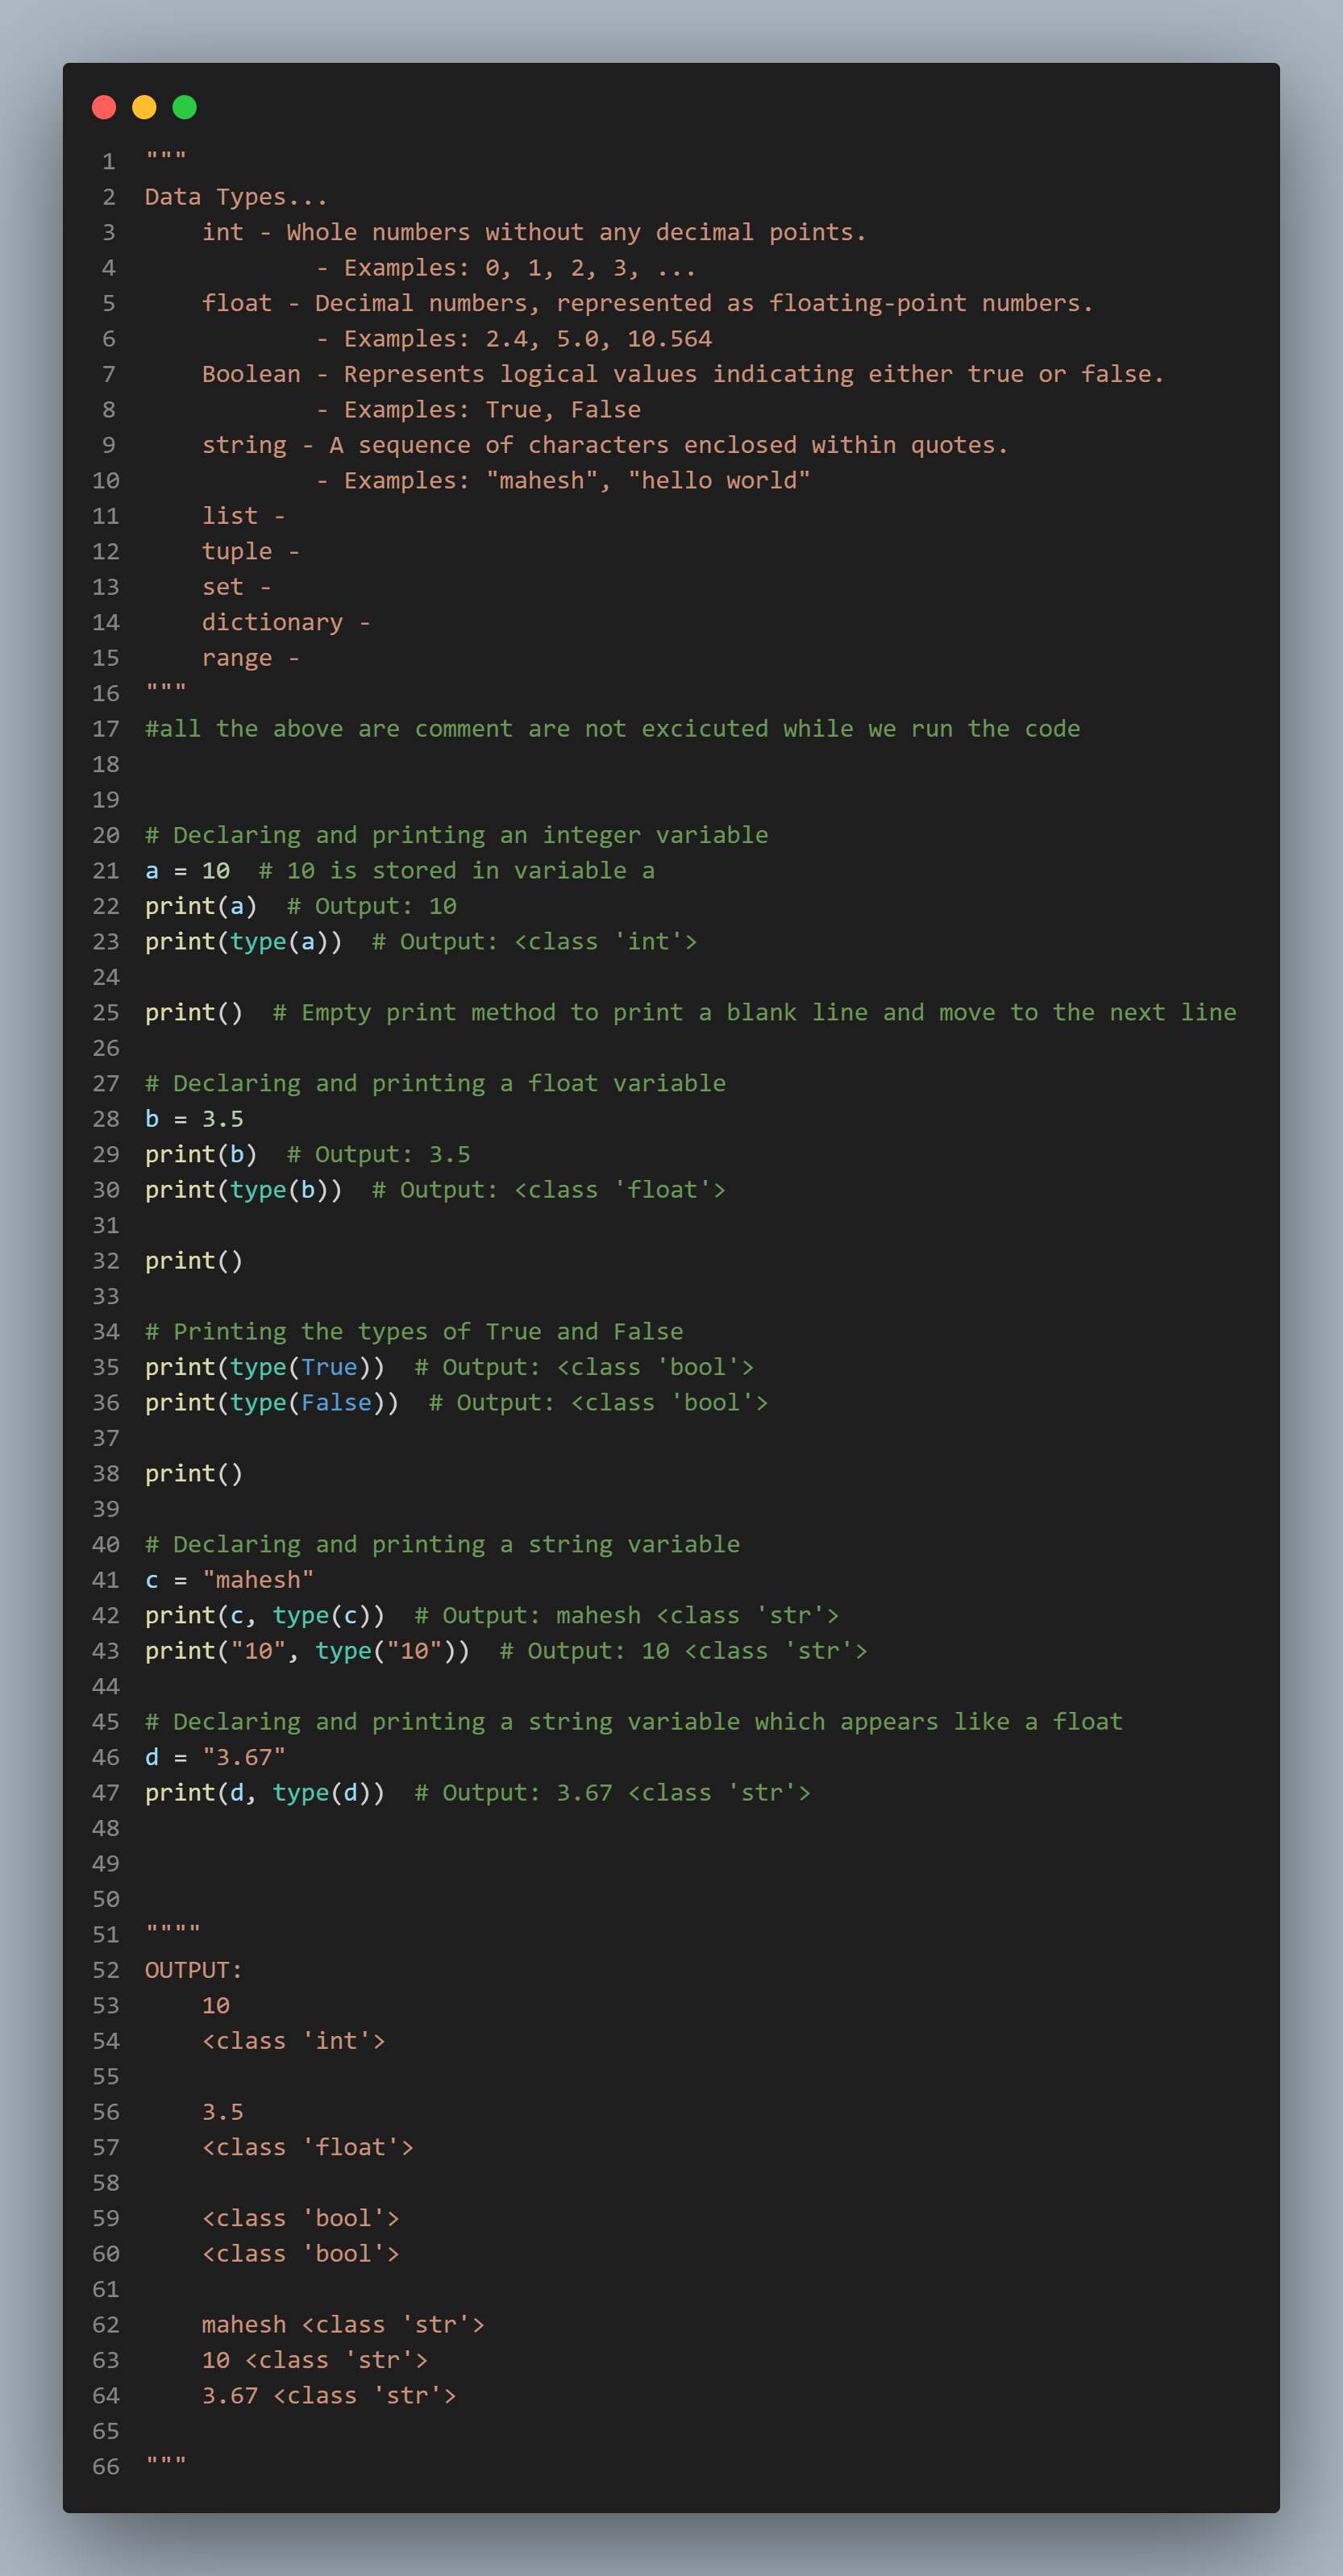 1 """
2 Data Types...
3     int - Whole numbers without any decimal points.
4             - Examples: 0, 1, 2, 3, ...
5     float - Decimal numbers, represented as floating-point numbers.
6             - Examples: 2.4, 5.0, 10.564
7     Boolean - Represents logical values indicating either true or false.
8             - Examples: True, False
9     string - A sequence of characters enclosed within quotes.
10             - Examples: "mahesh", "hello world"
11     list -
12     tuple -
13     set -
14     dictionary -
15     range -
16 """
17 #all the above are comment are not excicuted while we run the code
18
19
20 # Declaring and printing an integer variable
21 a = 10  # 10 is stored in variable a
22 print(a)  # Output: 10
23 print(type(a))  # Output: <class 'int'>
24
25 print()  # Empty print method to print a blank line and move to the next line
26
27 # Declaring and printing a float variable
28 b = 3.5
29 print(b)  # Output: 3.5
30 print(type(b))  # Output: <class 'float'>
31
32 print()
33
34 # Printing the types of True and False
35 print(type(True))  # Output: <class 'bool'>
36 print(type(False))  # Output: <class 'bool'>
37
38 print()
39
40 # Declaring and printing a string variable
41 c = "mahesh"
42 print(c, type(c))  # Output: mahesh <class 'str'>
43 print("10", type("10"))  # Output: 10 <class 'str'>
44
45 # Declaring and printing a string variable which appears like a float
46 d = "3.67"
47 print(d, type(d))  # Output: 3.67 <class 'str'>
48
49
50
51 """"
52 OUTPUT:
53     10
54     <class 'int'>
55
56     3.5
57     <class 'float'>
58
59     <class 'bool'>
60     <class 'bool'>
61
62     mahesh <class 'str'>
63     10 <class 'str'>
64     3.67 <class 'str'>
65
66 """